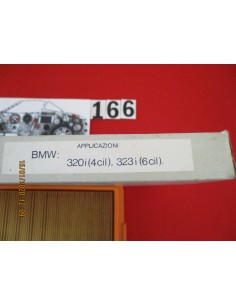 166
APPLICAZIONI
BMW: 320i (4cil), 323i (6cil).